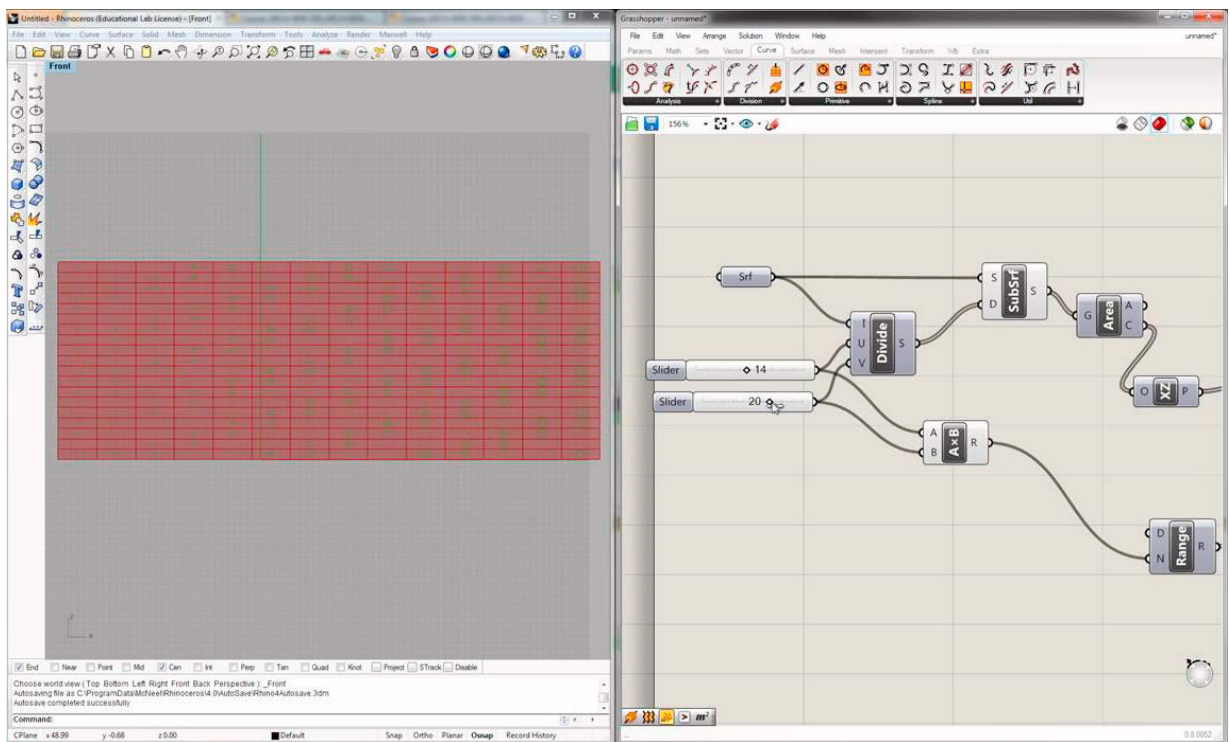 Untitled - Rhinoceros (Educational Lab License) - [Front]
File Edit View Curve Surface Solid Mesh Dimension Transform Tools Analyze Render Maxwell Help
Front
z
x
End Near Point Mid Cen Int Perp Tan Quad Knot Project STrack Disable
Choose world view ( Top Bottom Left Right Front Back Perspective ): _Front
Autosaving file as C:\ProgramData\McNeel\Rhinoceros\4.0\AutoSave\Rhino4Autosave.3dm
Autosave completed successfully
Command:
CPlane x 48.99 y -0.68 z 0.00 Default Snap Ortho Planar Osnap Record History
Grasshopper - unnamed*
File Edit View Arrange Solution Window Help unnamed*
Params Math Sets Vector Curve Surface Mesh Intersect Transform Vb Extra
Analysis Division Primitive Spline Util
156%
Srf
S
D
SubSrf
S
G
Area
A
C
I
U
V
Divide
S
Slider 14
Slider 20
O
XZ
P
A
B
A×B
R
D
N
Range
R
m²
0.8.0052